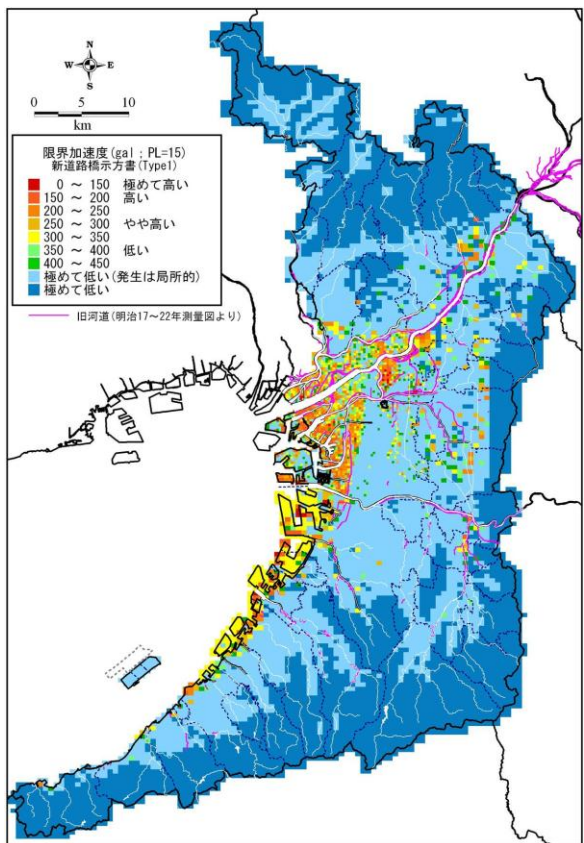 N
W E
S
0 5 10
km
限界加速度(gal ; PL=15)
新道路橋示方書(Type1)
0 ～ 150 極めて高い
150 ～ 200 高い
200 ～ 250
250 ～ 300 やや高い
300 ～ 350
350 ～ 400 低い
400 ～ 450
極めて低い(発生は局所的)
極めて低い
旧河道(明治17～22年測量図より)